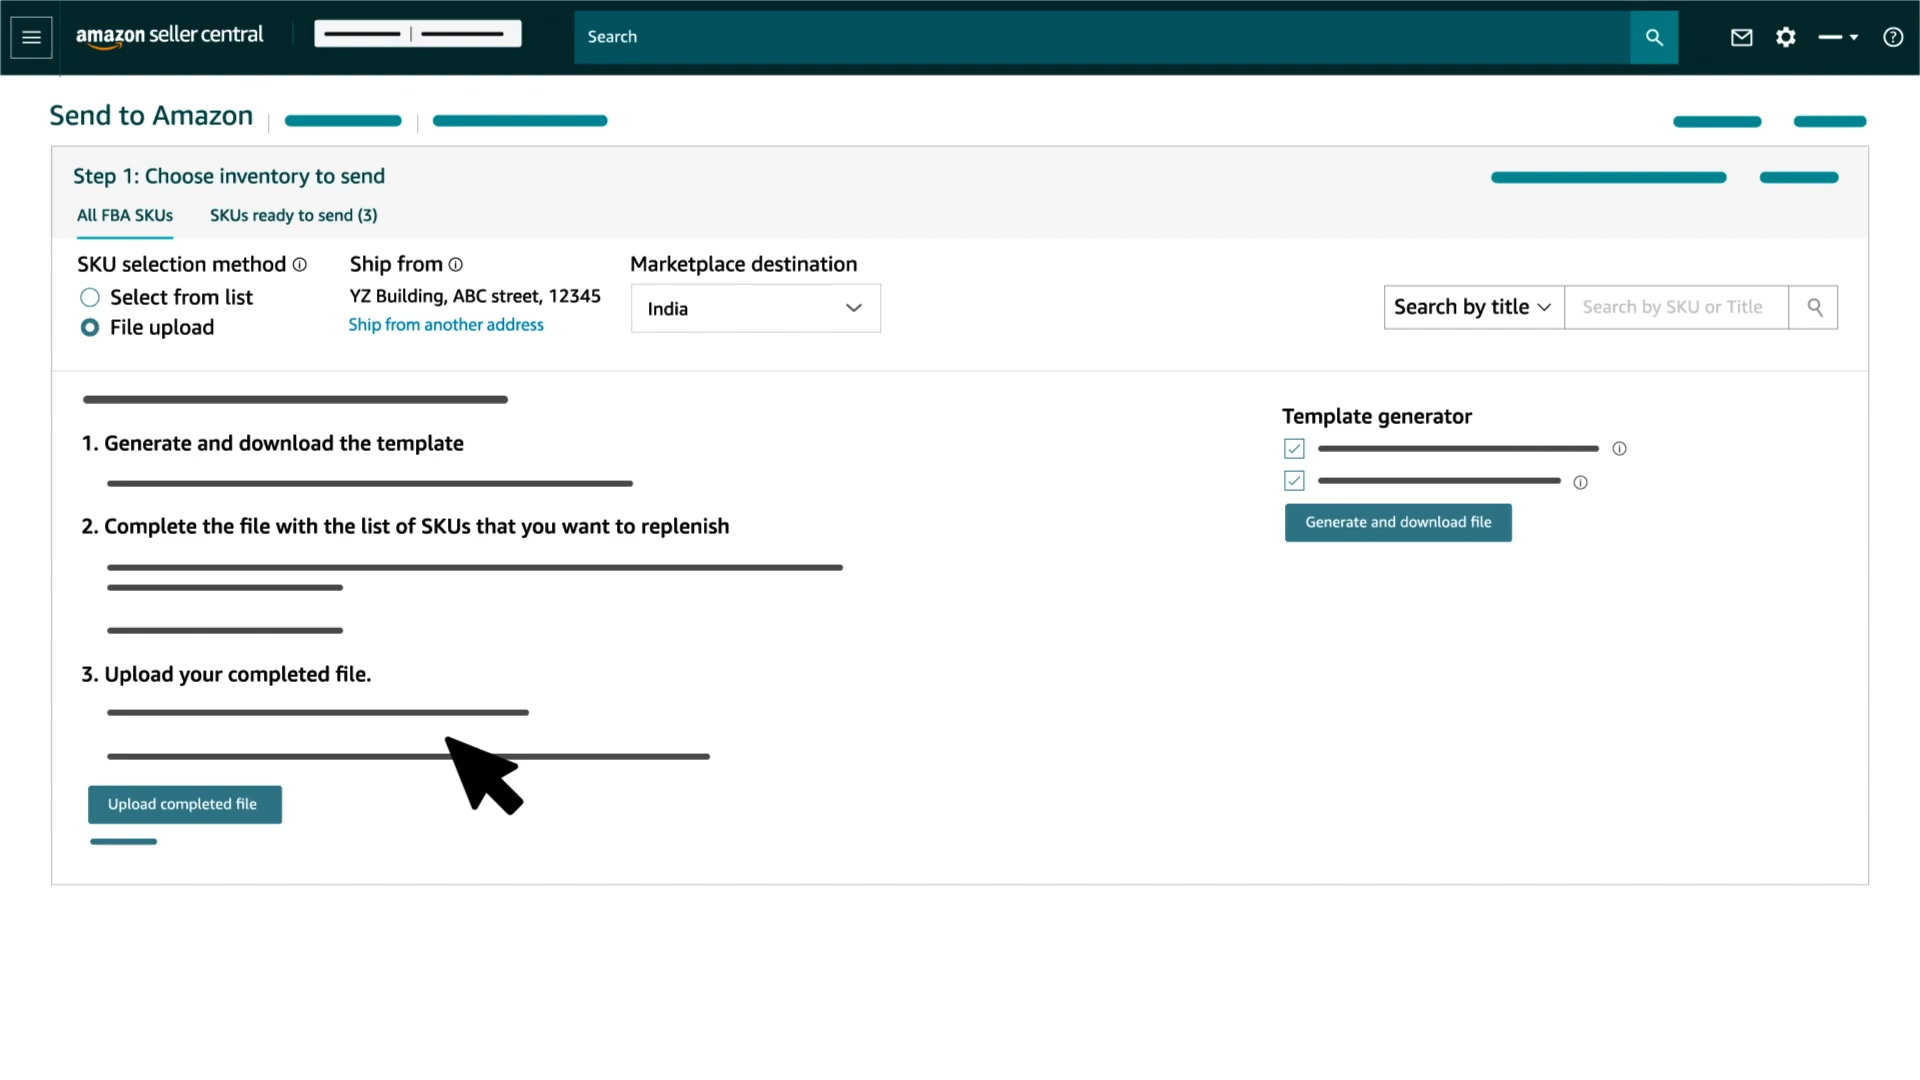 amazon seller central
Search
Send to Amazon
Step 1: Choose inventory to send
All FBA SKUs
SKUs ready to send (3)
SKU selection method
Select from list
File upload
Ship from
YZ Building, ABC street, 12345
Ship from another address
Marketplace destination
India
Search by title
Search by SKU or Title
1. Generate and download the template
2. Complete the file with the list of SKUs that you want to replenish
3. Upload your completed file.
Upload completed file
Template generator
Generate and download file